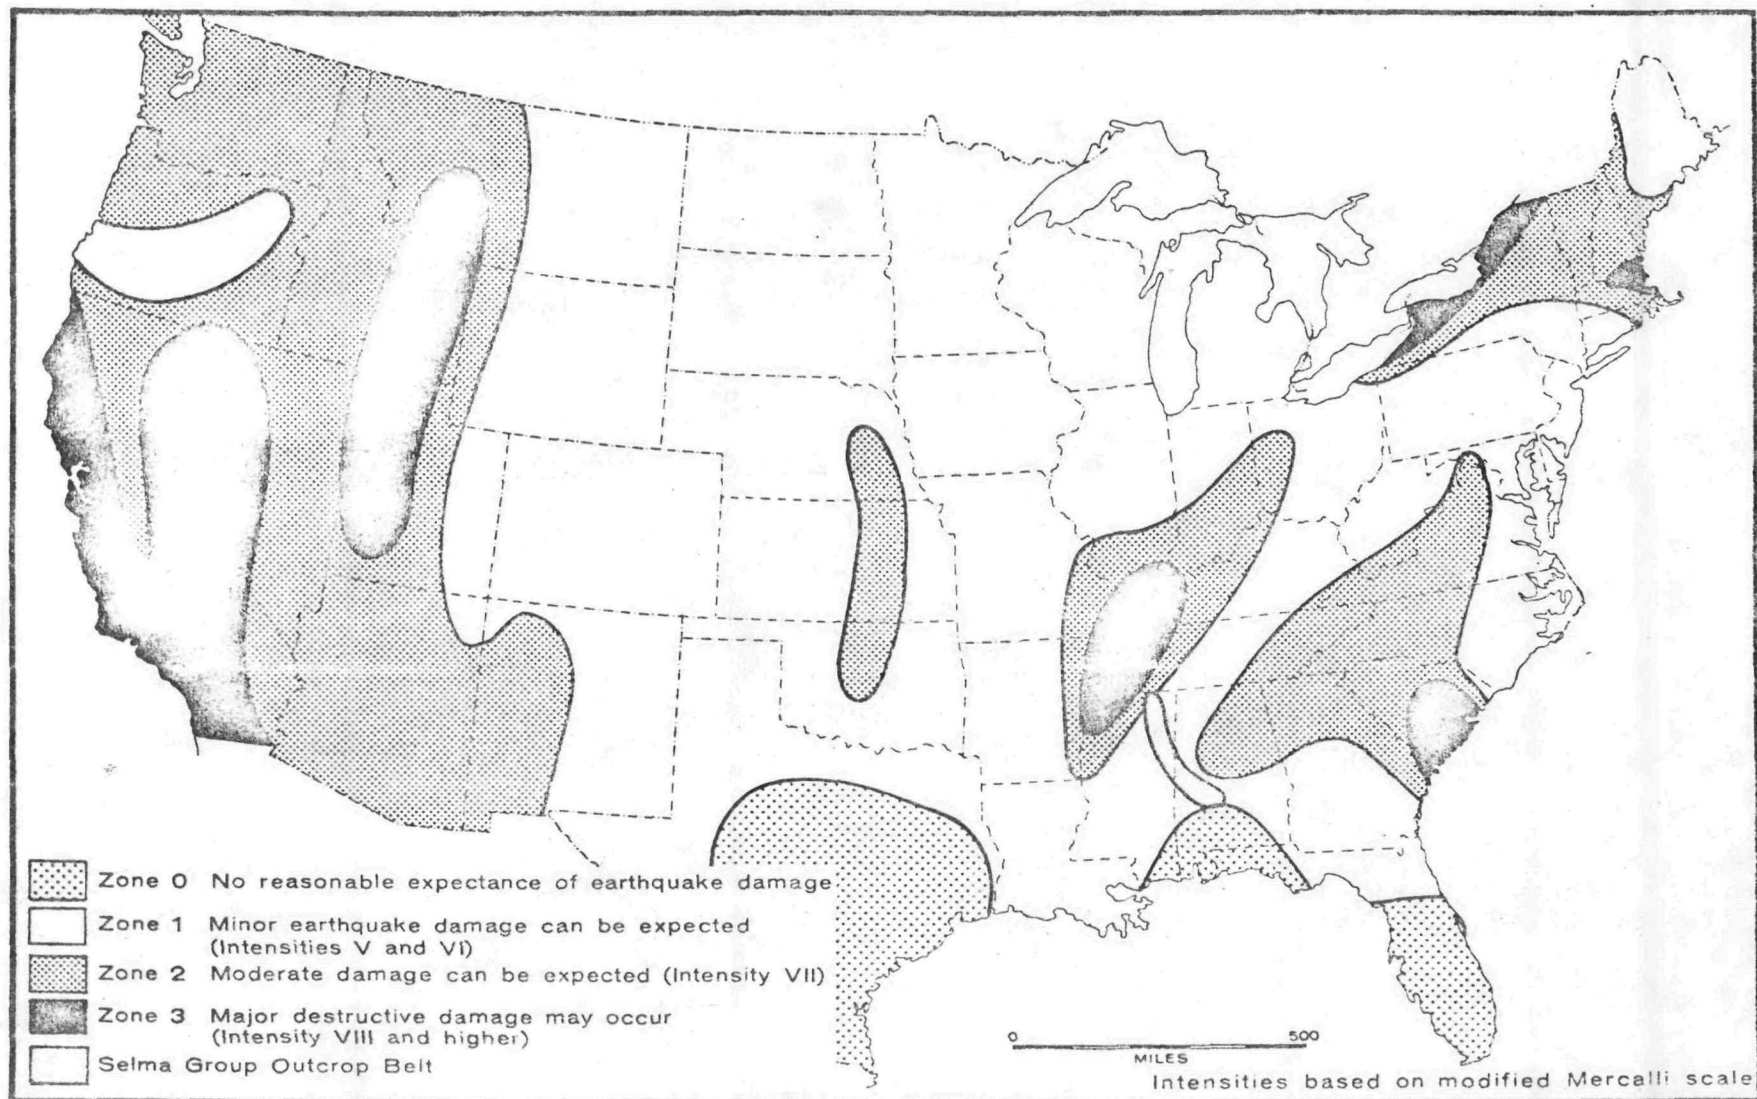 Zone 0 No reasonable expectance of earthquake damage
Zone 1 Minor earthquake damage can be expected
(Intensities V and VI)
Zone 2 Moderate damage can be expected (Intensity VII)
Zone 3 Major destructive damage may occur
(Intensity VIII and higher)
Selma Group Outcrop Belt
0 500
MILES
Intensities based on modified Mercalli scale